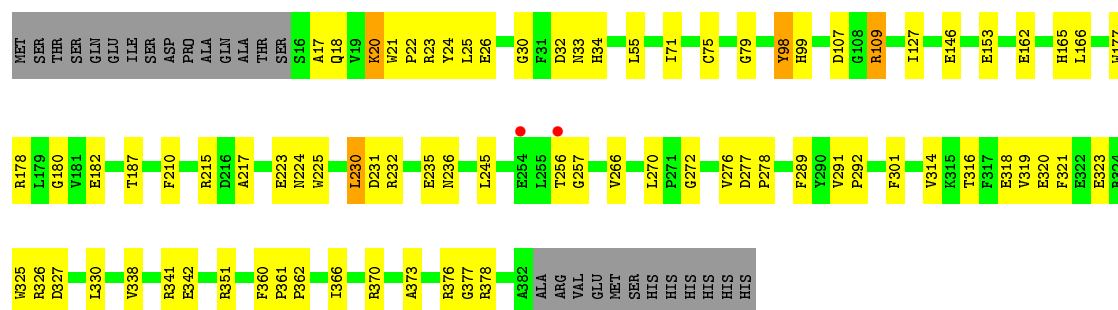 MET SER THR SER GLN GLU ILE SER ASP PRO ALA GLN ALA THR SER S16 A17 Q18 V19 K20 W21 P22 R23 Y24 L25 E26 G30 F31 D32 N33 H34 L55 I71 C75 G79 Y98 H99 D107 G108 R109 I127 E146 E153 E162 H165 L166 W177
R178 L179 G180 V181 E182 T187 F210 R215 D216 A217 E223 N224 W225 L230 D231 R232 E235 N236 L245 E254 L255 T256 G257 V266 L270 P271 G272 V276 D277 P278 F289 Y290 V291 P292 F301 V314 K315 T316 F317 E318 V319 E320 F321 E322 E323 R324
W325 R326 D327 L330 V338 R341 E342 R351 F360 P361 P362 I366 R370 A373 R376 G377 R378 A382 ALA ARG VAL GLU MET SER HIS HIS HIS HIS HIS HIS